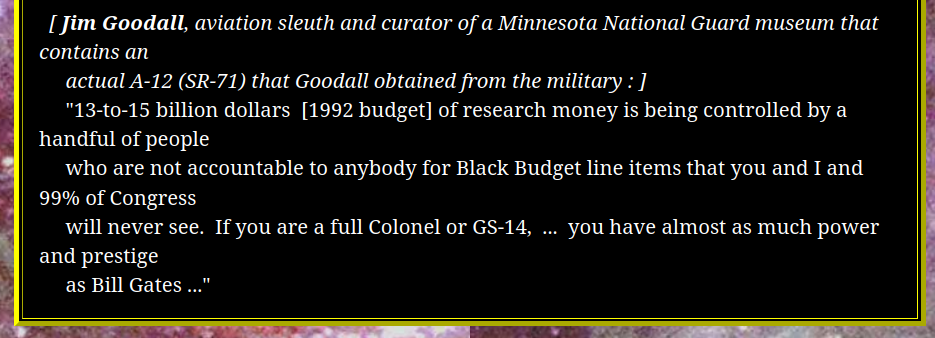 [ Jim Goodall, aviation sleuth and curator of a Minnesota National Guard museum that
contains an
actual A-12 (SR-71) that Goodall obtained from the military : ]
"13-to-15 billion dollars  [1992 budget] of research money is being controlled by a
handful of people
who are not accountable to anybody for Black Budget line items that you and I and
99% of Congress
will never see.  If you are a full Colonel or GS-14,  ...  you have almost as much power
and prestige
as Bill Gates ..."